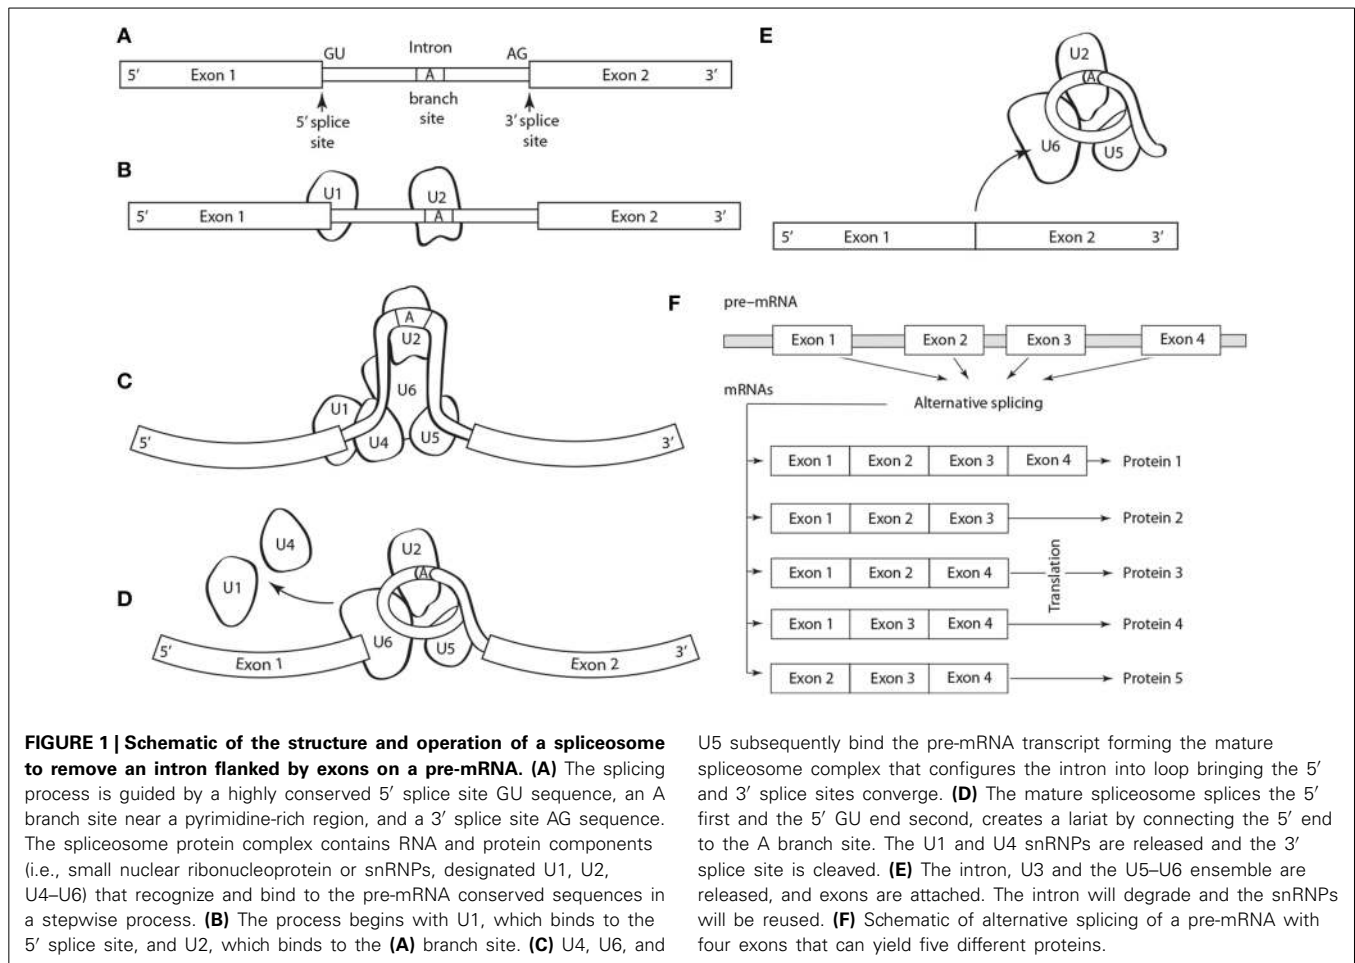 A
GU
Intron
AG
5′
Exon 1
A
Exon 2
3′
branch
site
5′ splice
site
3′ splice
site
B
U1
U2
5′
Exon 1
A
Exon 2
3′
C
A
U2
U6
U1
U4
U5
5′
3′
D
U4
U1
U2
A
U6
U5
5′
Exon 1
Exon 2
3′
E
U2
A
U6
U5
5′
Exon 1
Exon 2
3′
F
pre–mRNA
Exon 1
Exon 2
Exon 3
Exon 4
mRNAs
Alternative splicing
Exon 1 Exon 2 Exon 3 Exon 4 Protein 1
Exon 1 Exon 2 Exon 3 Protein 2
Exon 1 Exon 2 Exon 4 Protein 3
Translation
Exon 1 Exon 3 Exon 4 Protein 4
Exon 2 Exon 3 Exon 4 Protein 5
FIGURE 1 | Schematic of the structure and operation of a spliceosome
to remove an intron flanked by exons on a pre-mRNA. (A) The splicing
process is guided by a highly conserved 5′ splice site GU sequence, an A
branch site near a pyrimidine-rich region, and a 3′ splice site AG sequence.
The spliceosome protein complex contains RNA and protein components
(i.e., small nuclear ribonucleoprotein or snRNPs, designated U1, U2,
U4–U6) that recognize and bind to the pre-mRNA conserved sequences in
a stepwise process. (B) The process begins with U1, which binds to the
5′ splice site, and U2, which binds to the (A) branch site. (C) U4, U6, and
U5 subsequently bind the pre-mRNA transcript forming the mature
spliceosome complex that configures the intron into loop bringing the 5′
and 3′ splice sites converge. (D) The mature spliceosome splices the 5′
first and the 5′ GU end second, creates a lariat by connecting the 5′ end
to the A branch site. The U1 and U4 snRNPs are released and the 3′
splice site is cleaved. (E) The intron, U3 and the U5–U6 ensemble are
released, and exons are attached. The intron will degrade and the snRNPs
will be reused. (F) Schematic of alternative splicing of a pre-mRNA with
four exons that can yield five different proteins.